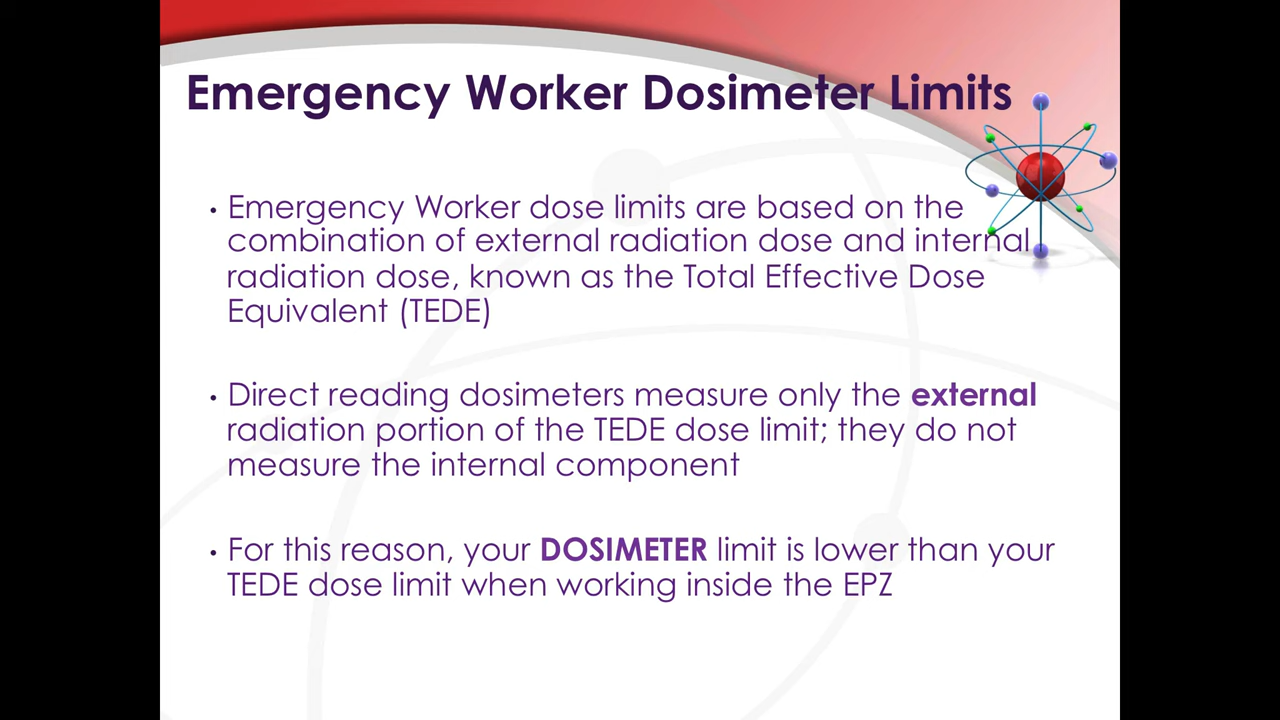 Emergency Worker Dosimeter Limits
• Emergency Worker dose limits are based on the
combination of external radiation dose and internal
radiation dose, known as the Total Effective Dose
Equivalent (TEDE)
• Direct reading dosimeters measure only the external
radiation portion of the TEDE dose limit; they do not
measure the internal component
• For this reason, your DOSIMETER limit is lower than your
TEDE dose limit when working inside the EPZ